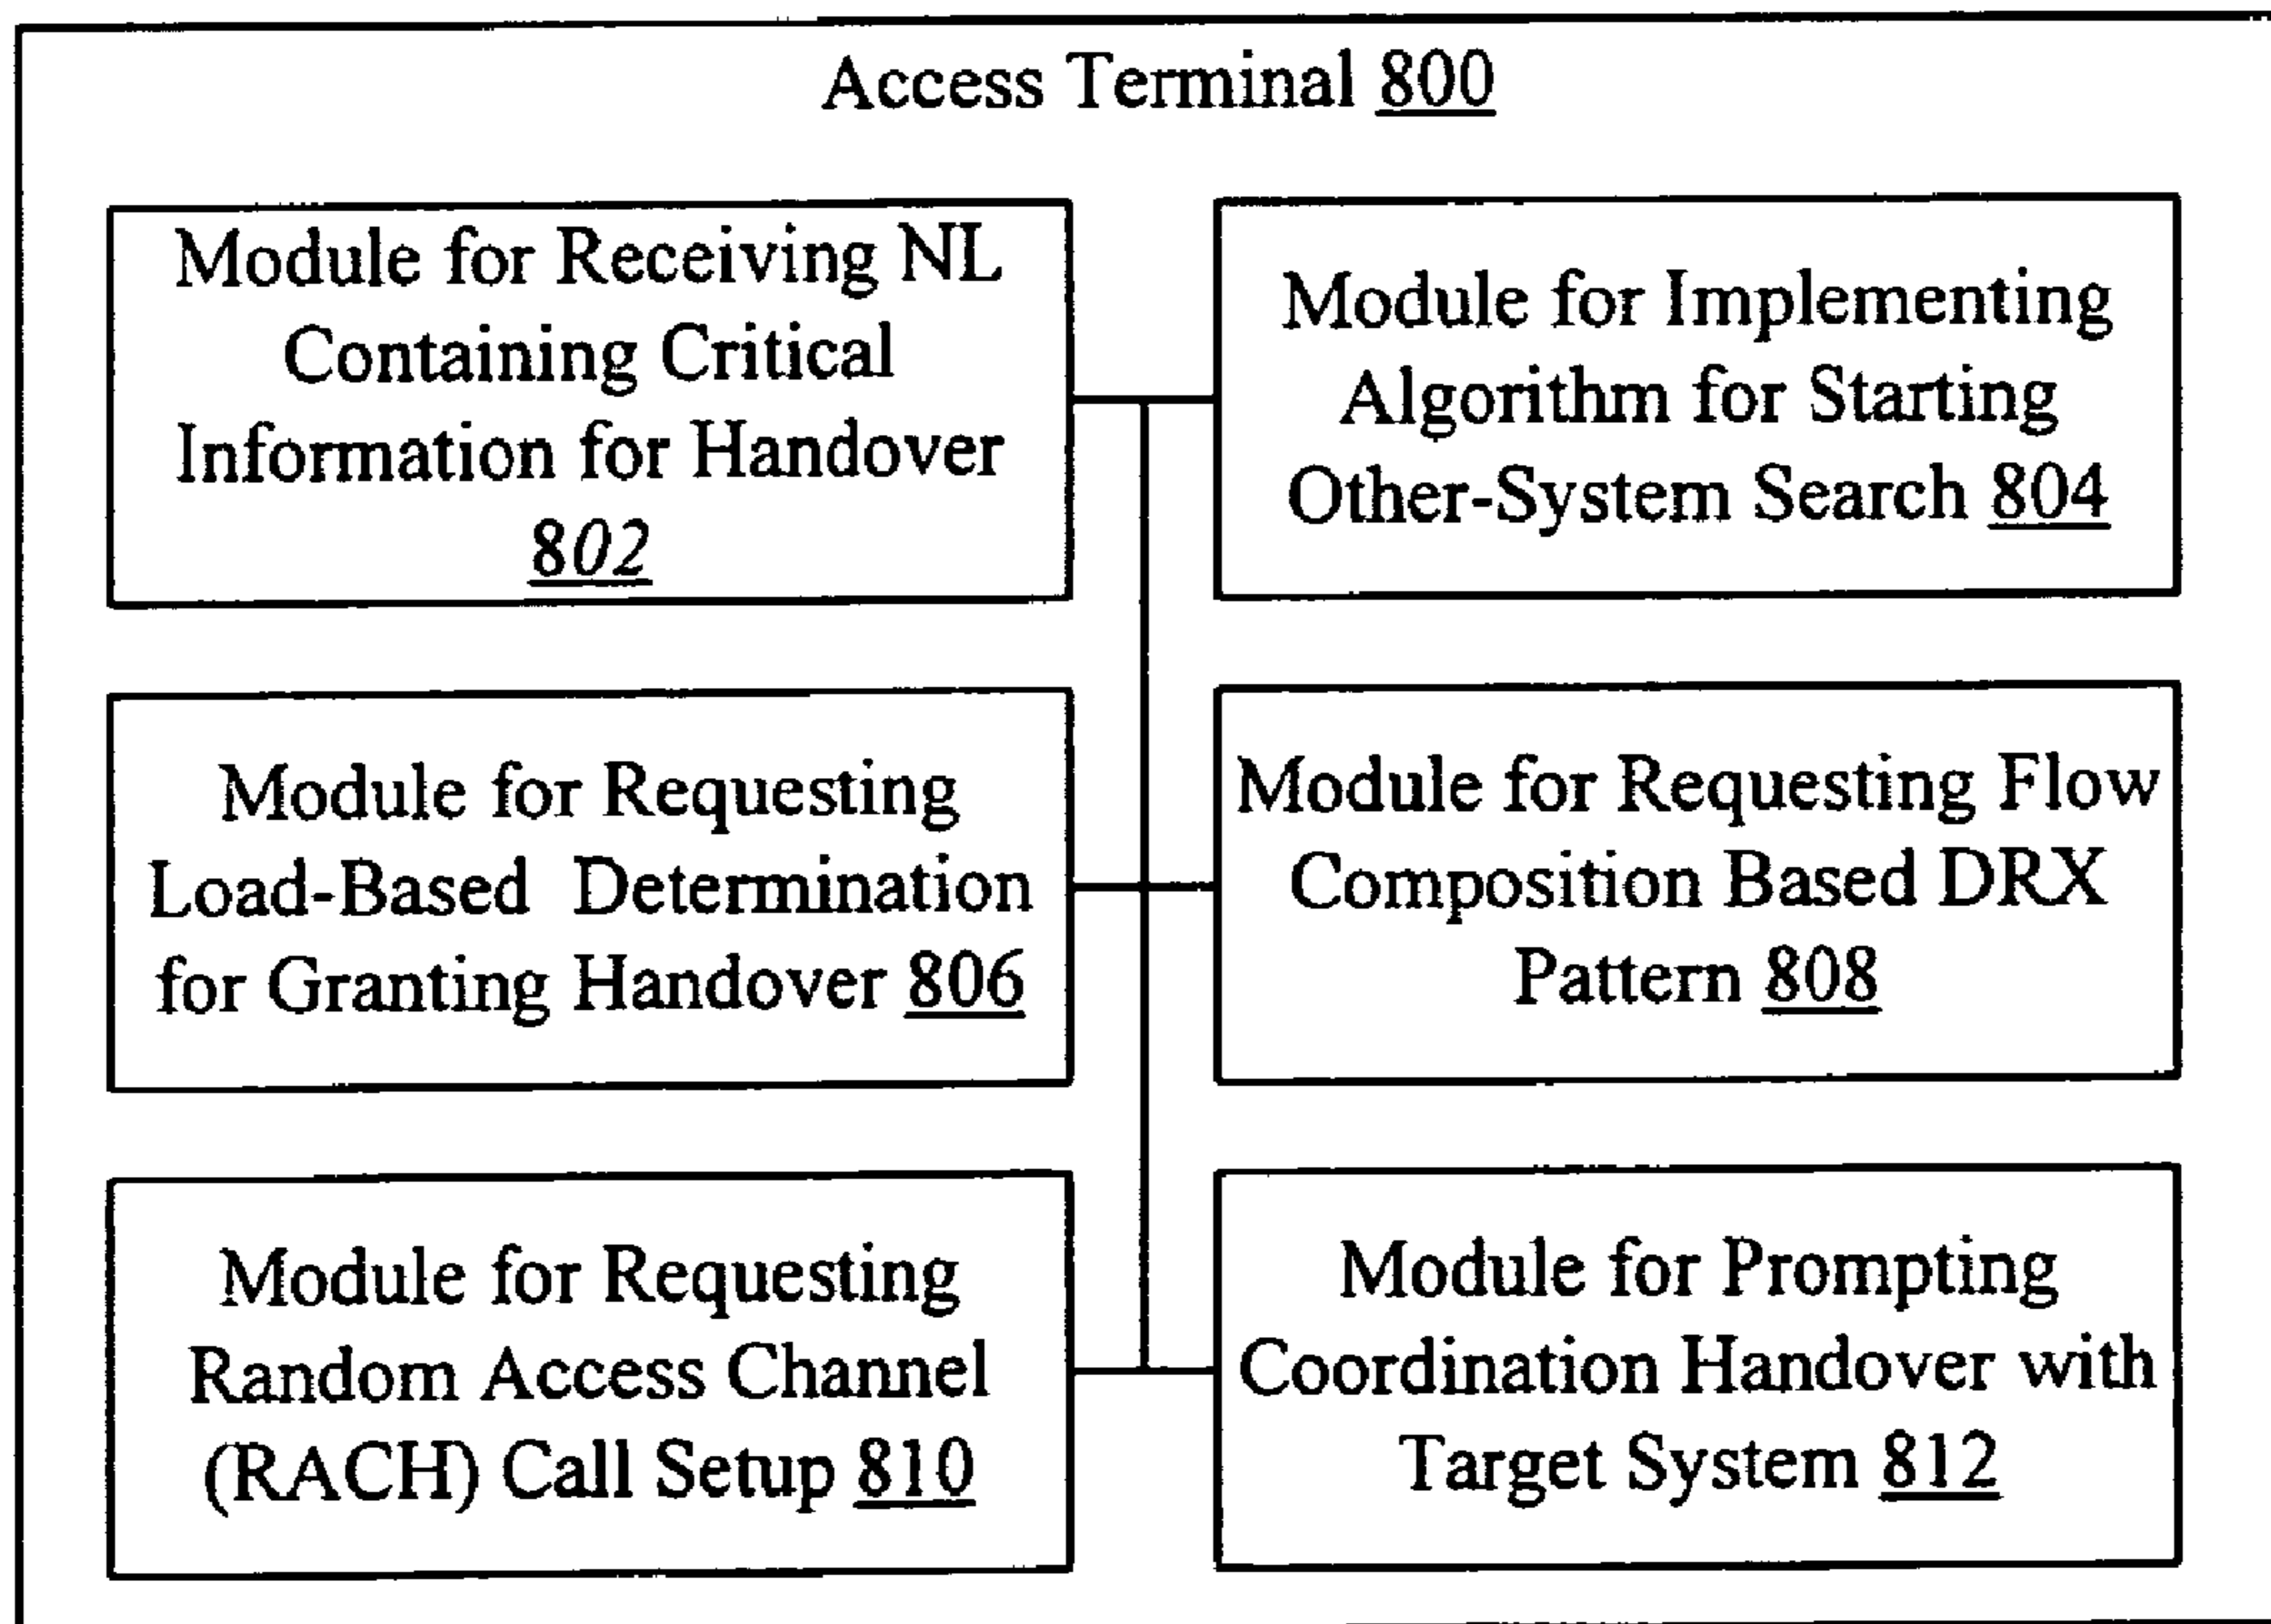 Access Terminal 800
Module for Receiving NL
Containing Critical
Information for Handover
802
Module for Implementing
Algorithm for Starting
Other-System Search 804
Module for Requesting
Load-Based Determination
for Granting Handover 806
Module for Requesting Flow
Composition Based DRX
Pattern 808
Module for Requesting
Random Access Channel
(RACH) Call Setup 810
Module for Prompting
Coordination Handover with
Target System 812